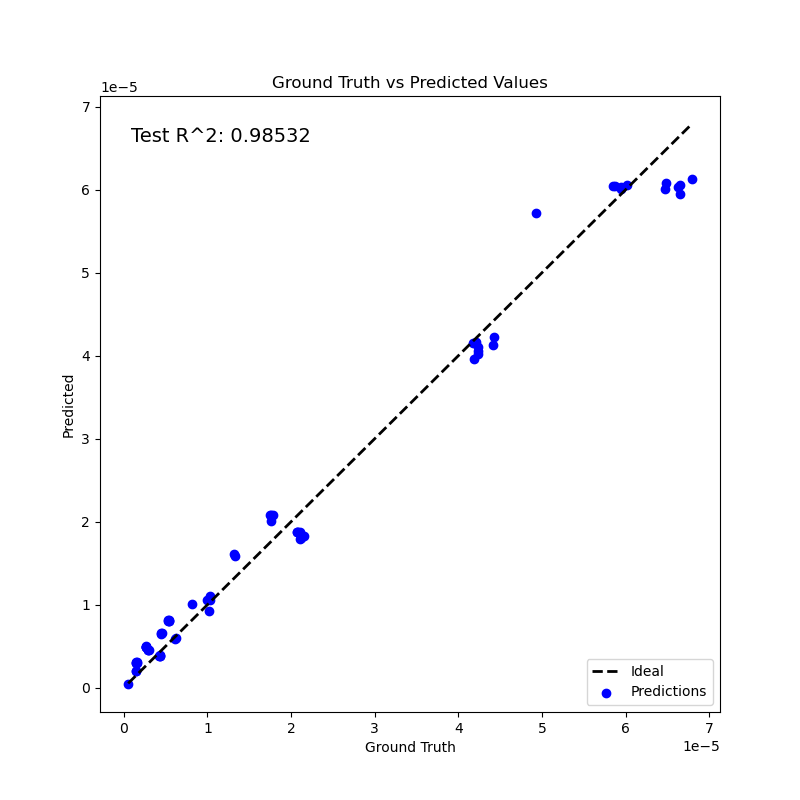 Ground Truth vs Predicted Values
1e−5
Test R^2: 0.98532
7
6
5
4
3
2
1
0
Predicted
Ideal
Predictions
0 1 2 3 4 5 6 7
1e−5
Ground Truth